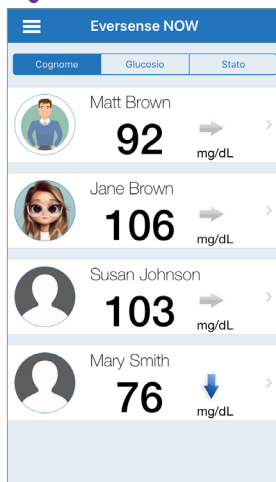 Eversense NOW
Cognome Glucosio Stato
Matt Brown
92 mg/dL
Jane Brown
106 mg/dL
Susan Johnson
103 mg/dL
Mary Smith
76 mg/dL